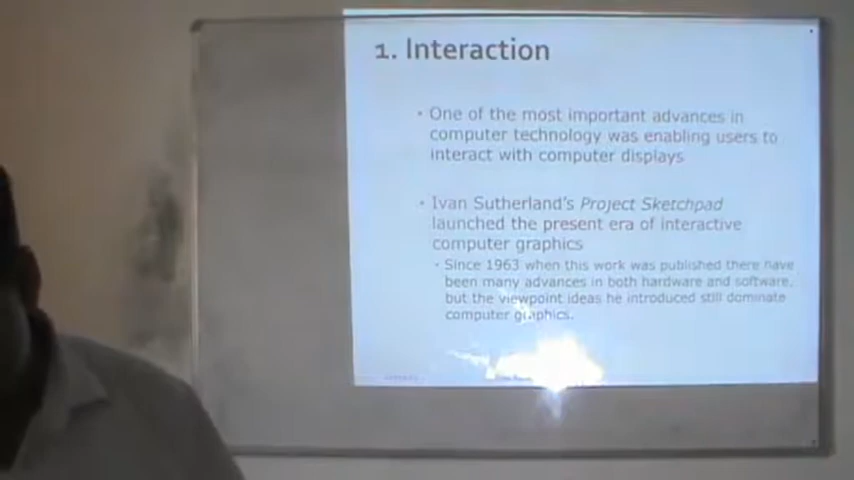 1. Interaction
• One of the most important advances in
computer technology was enabling users to
interact with computer displays
• Ivan Sutherland's Project Sketchpad
launched the present era of interactive
computer graphics
• Since 1963 when this work was published there have
been many advances in both hardware and software,
but the viewpoint ideas he introduced still dominate
computer graphics.